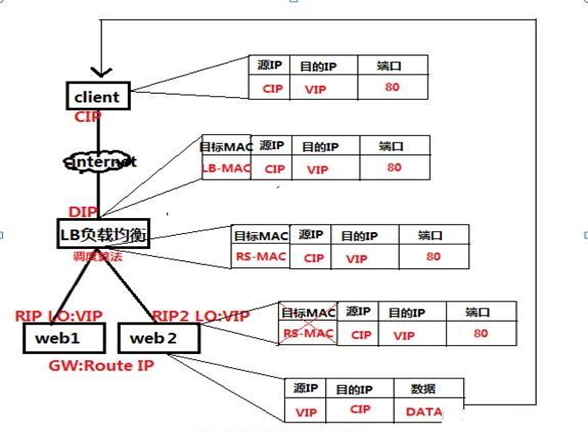 源IP 目的IP 端口
CIP VIP 80
client
CIP
目标MAC 源IP 目的IP 端口
LB-MAC CIP VIP 80
internet
DIP
LB负载均衡
调度算法
目标MAC 源IP 目的IP 端口
RS-MAC CIP VIP 80
RIP LO:VIP RIP2 LO:VIP
目标MAC 源IP 目的IP 端口
RS-MAC CIP VIP 80
web1 web2
GW:Route IP
源IP 目的IP 数据
VIP CIP DATA